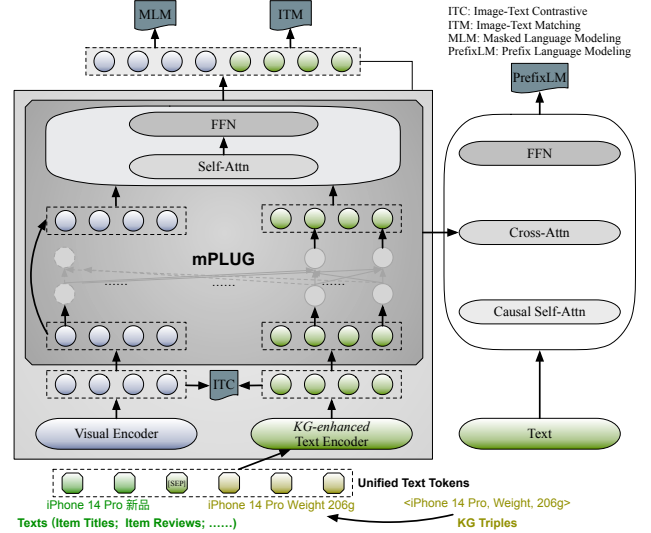 MLM
ITM
ITC: Image-Text Contrastive
ITM: Image-Text Matching
MLM: Masked Language Modeling
PrefixLM: Prefix Language Modeling
PrefixLM
FFN
Self-Attn
FFN
Cross-Attn
Causal Self-Attn
mPLUG
......
......
......
ITC
Visual Encoder
KG-enhanced
Text Encoder
Text
[SEP]
Unified Text Tokens
iPhone 14 Pro 新品
iPhone 14 Pro Weight 206g
<iPhone 14 Pro, Weight, 206g>
Texts (Item Titles; Item Reviews; ……)
KG Triples